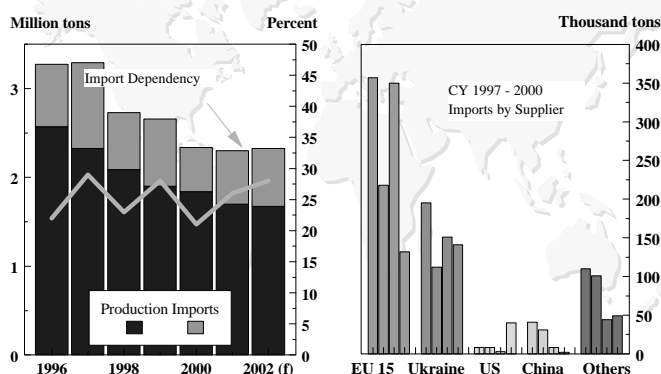 Million tons
Percent
50
45
40
35
30
25
20
15
10
5
0
3
2
1
0
Import Dependency
Production Imports
1996
1998
2000
2002 (f)
Thousand tons
400
350
300
250
200
150
100
50
0
CY 1997 - 2000
Imports by Supplier
EU 15
Ukraine
US
China
Others